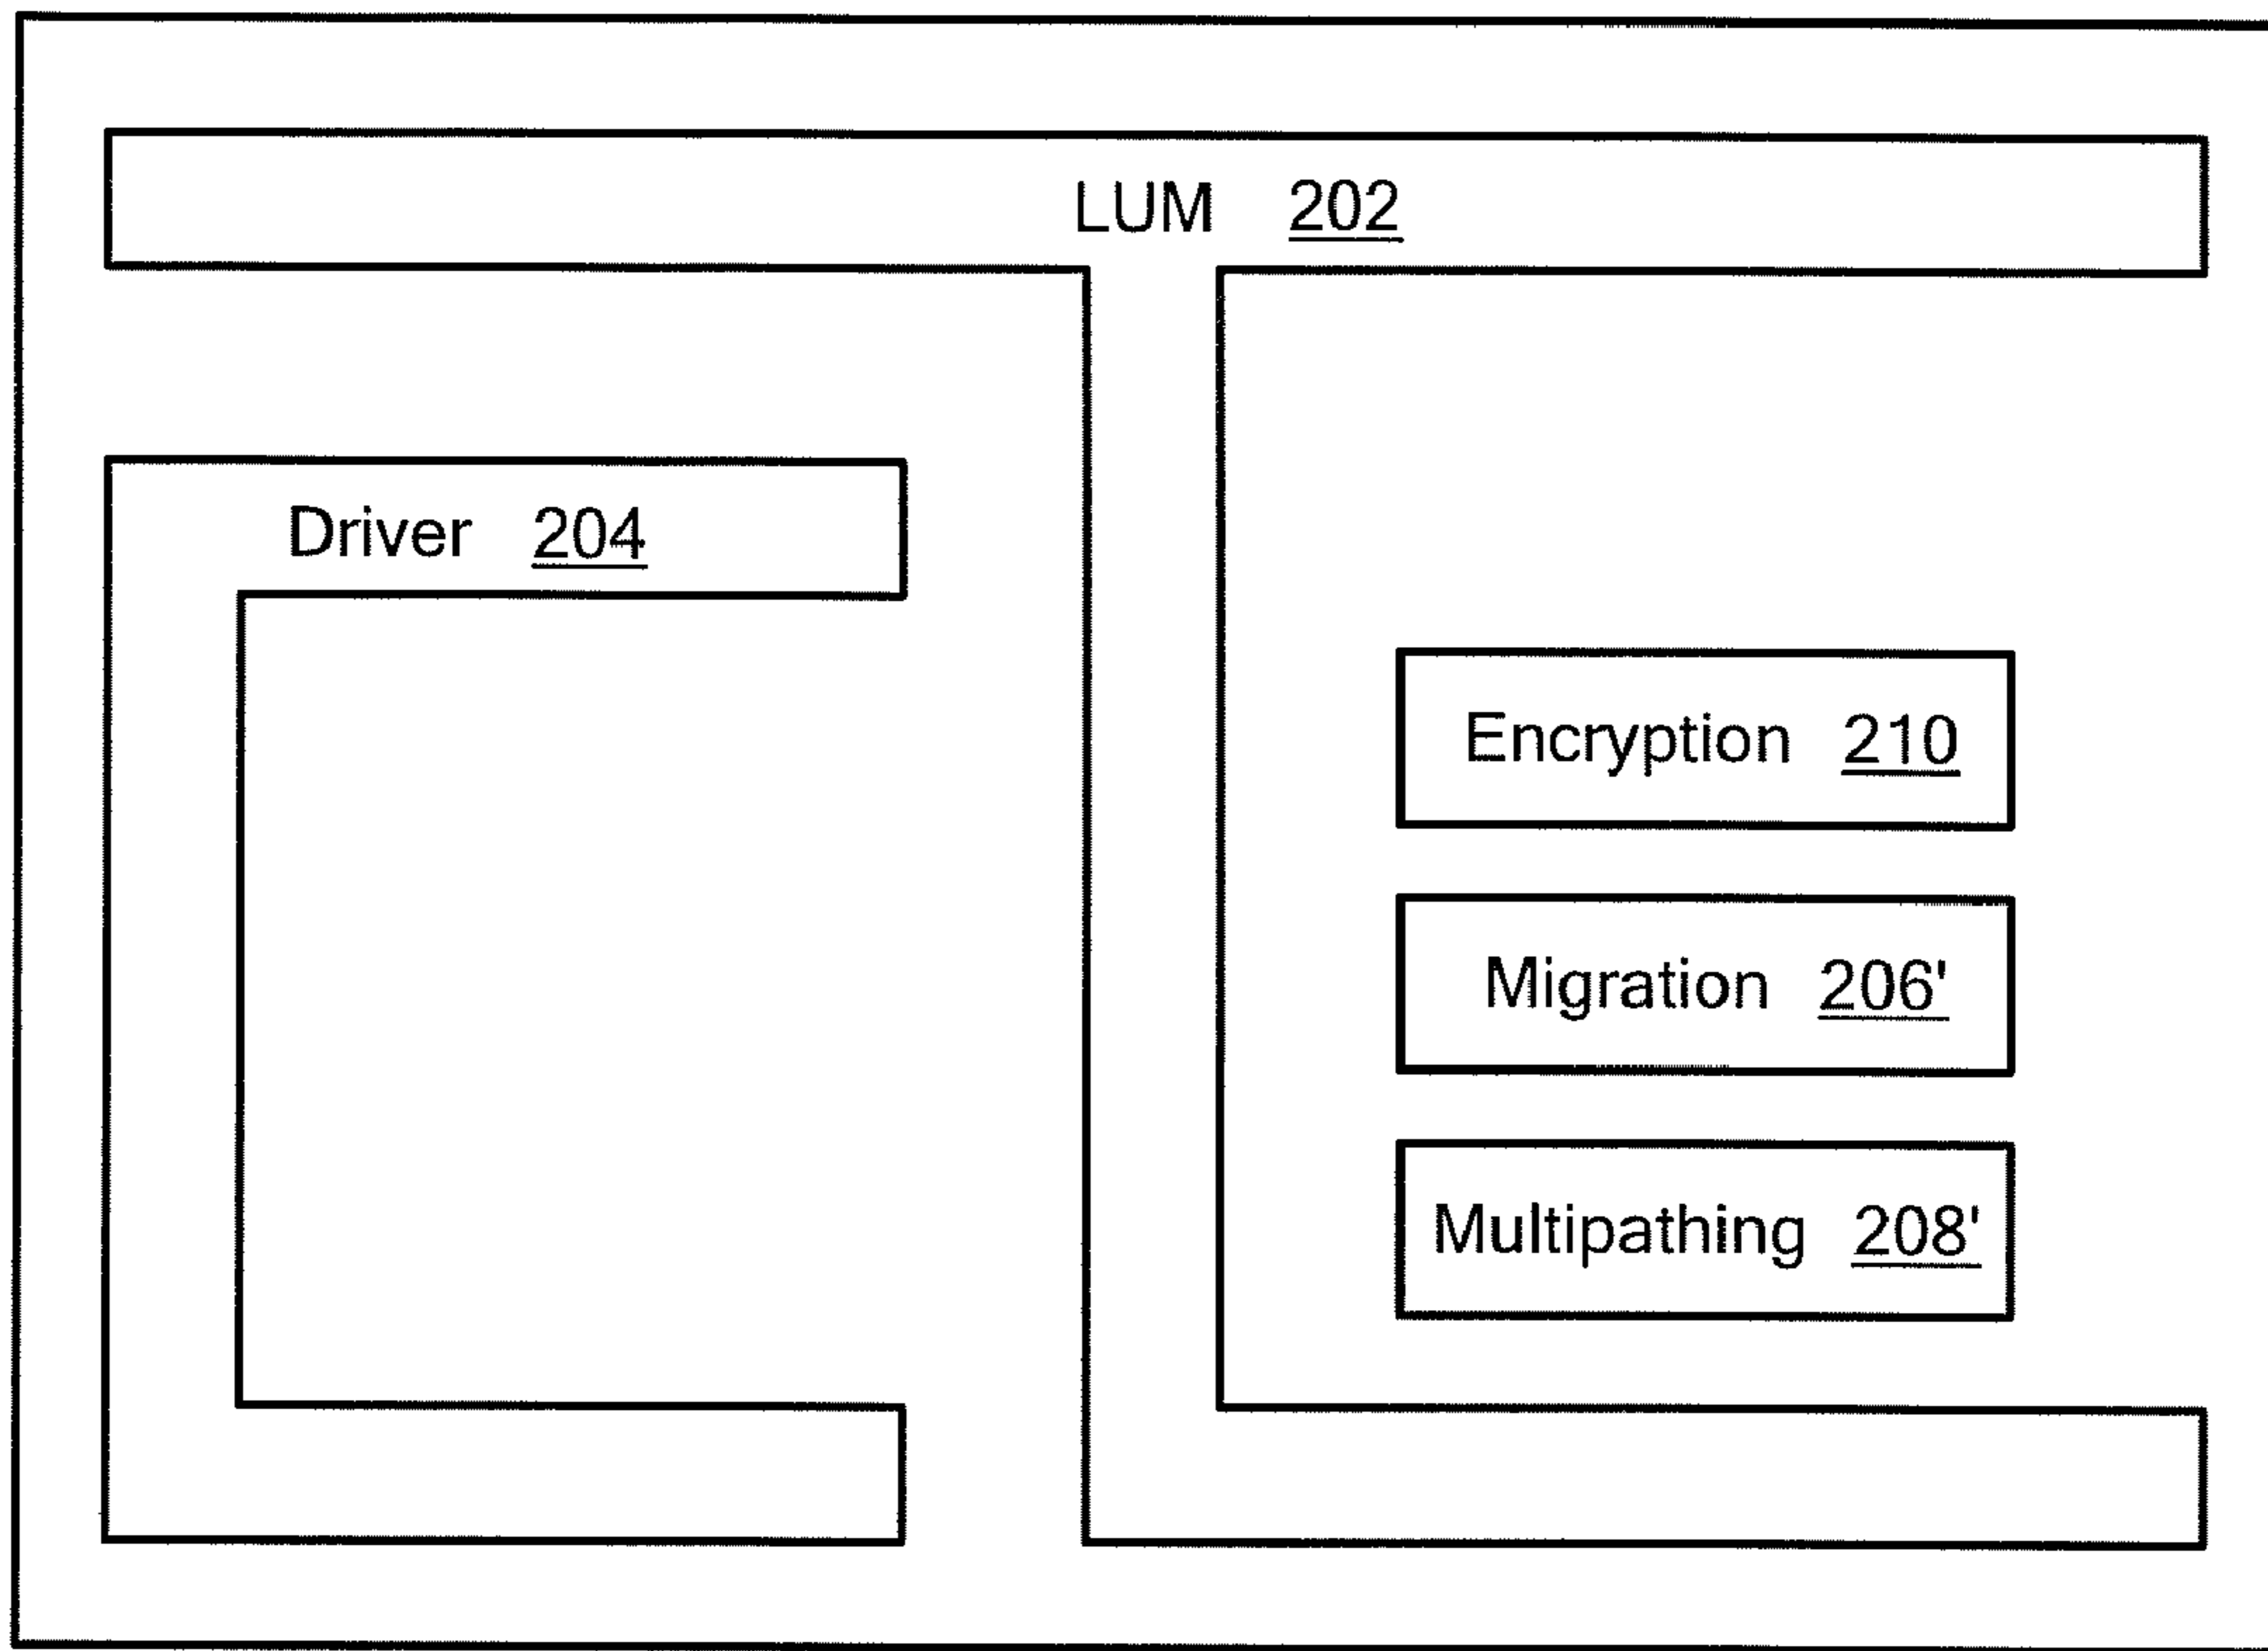 LUM 202
Driver 204
Encryption 210
Migration 206'
Multipathing 208'